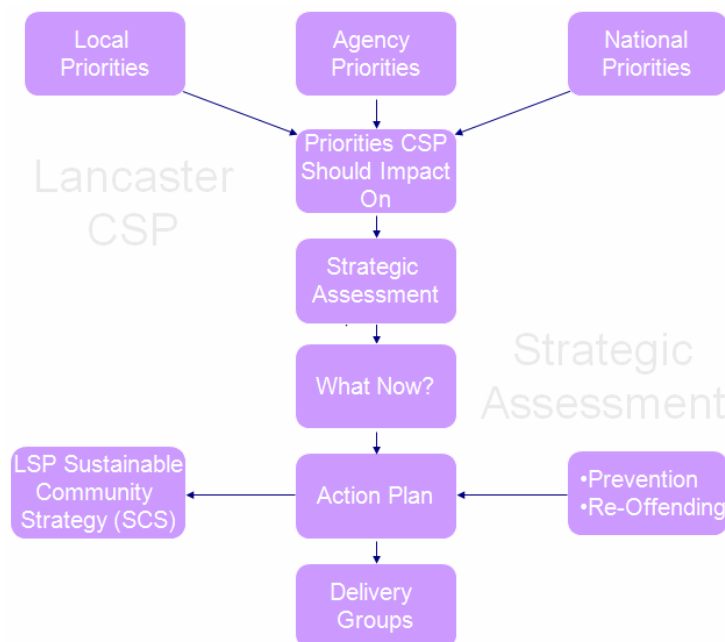 Local
Priorities
Agency
Priorities
National
Priorities
Priorities CSP
Should Impact
On
Lancaster
CSP
Strategic
Assessment
Strategic
Assessment
What Now?
LSP Sustainable
Community
Strategy (SCS)
Action Plan
•Prevention
•Re-Offending
Delivery
Groups